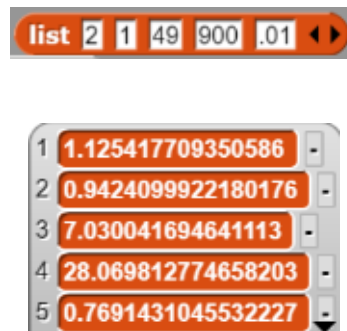 list 2 1 49 900 .01
1 1.125417709350586 -
2 0.9424099922180176 -
3 7.030041694641113 -
4 28.069812774658203 -
5 0.7691431045532227 -